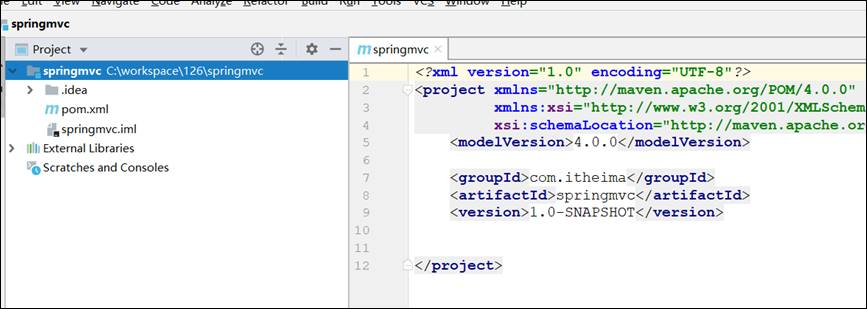 File Edit View Navigate Code Analyze Refactor Build Run Tools VCS Window Help
springmvc
Project
springmvc C:\workspace\126\springmvc
.idea
pom.xml
springmvc.iml
External Libraries
Scratches and Consoles
springmvc
1 <?xml version="1.0" encoding="UTF-8"?>
2 <project xmlns="http://maven.apache.org/POM/4.0.0"
3 xmlns:xsi="http://www.w3.org/2001/XMLSchem
4 xsi:schemaLocation="http://maven.apache.or
5 <modelVersion>4.0.0</modelVersion>
6
7 <groupId>com.itheima</groupId>
8 <artifactId>springmvc</artifactId>
9 <version>1.0-SNAPSHOT</version>
10
11
12 </project>